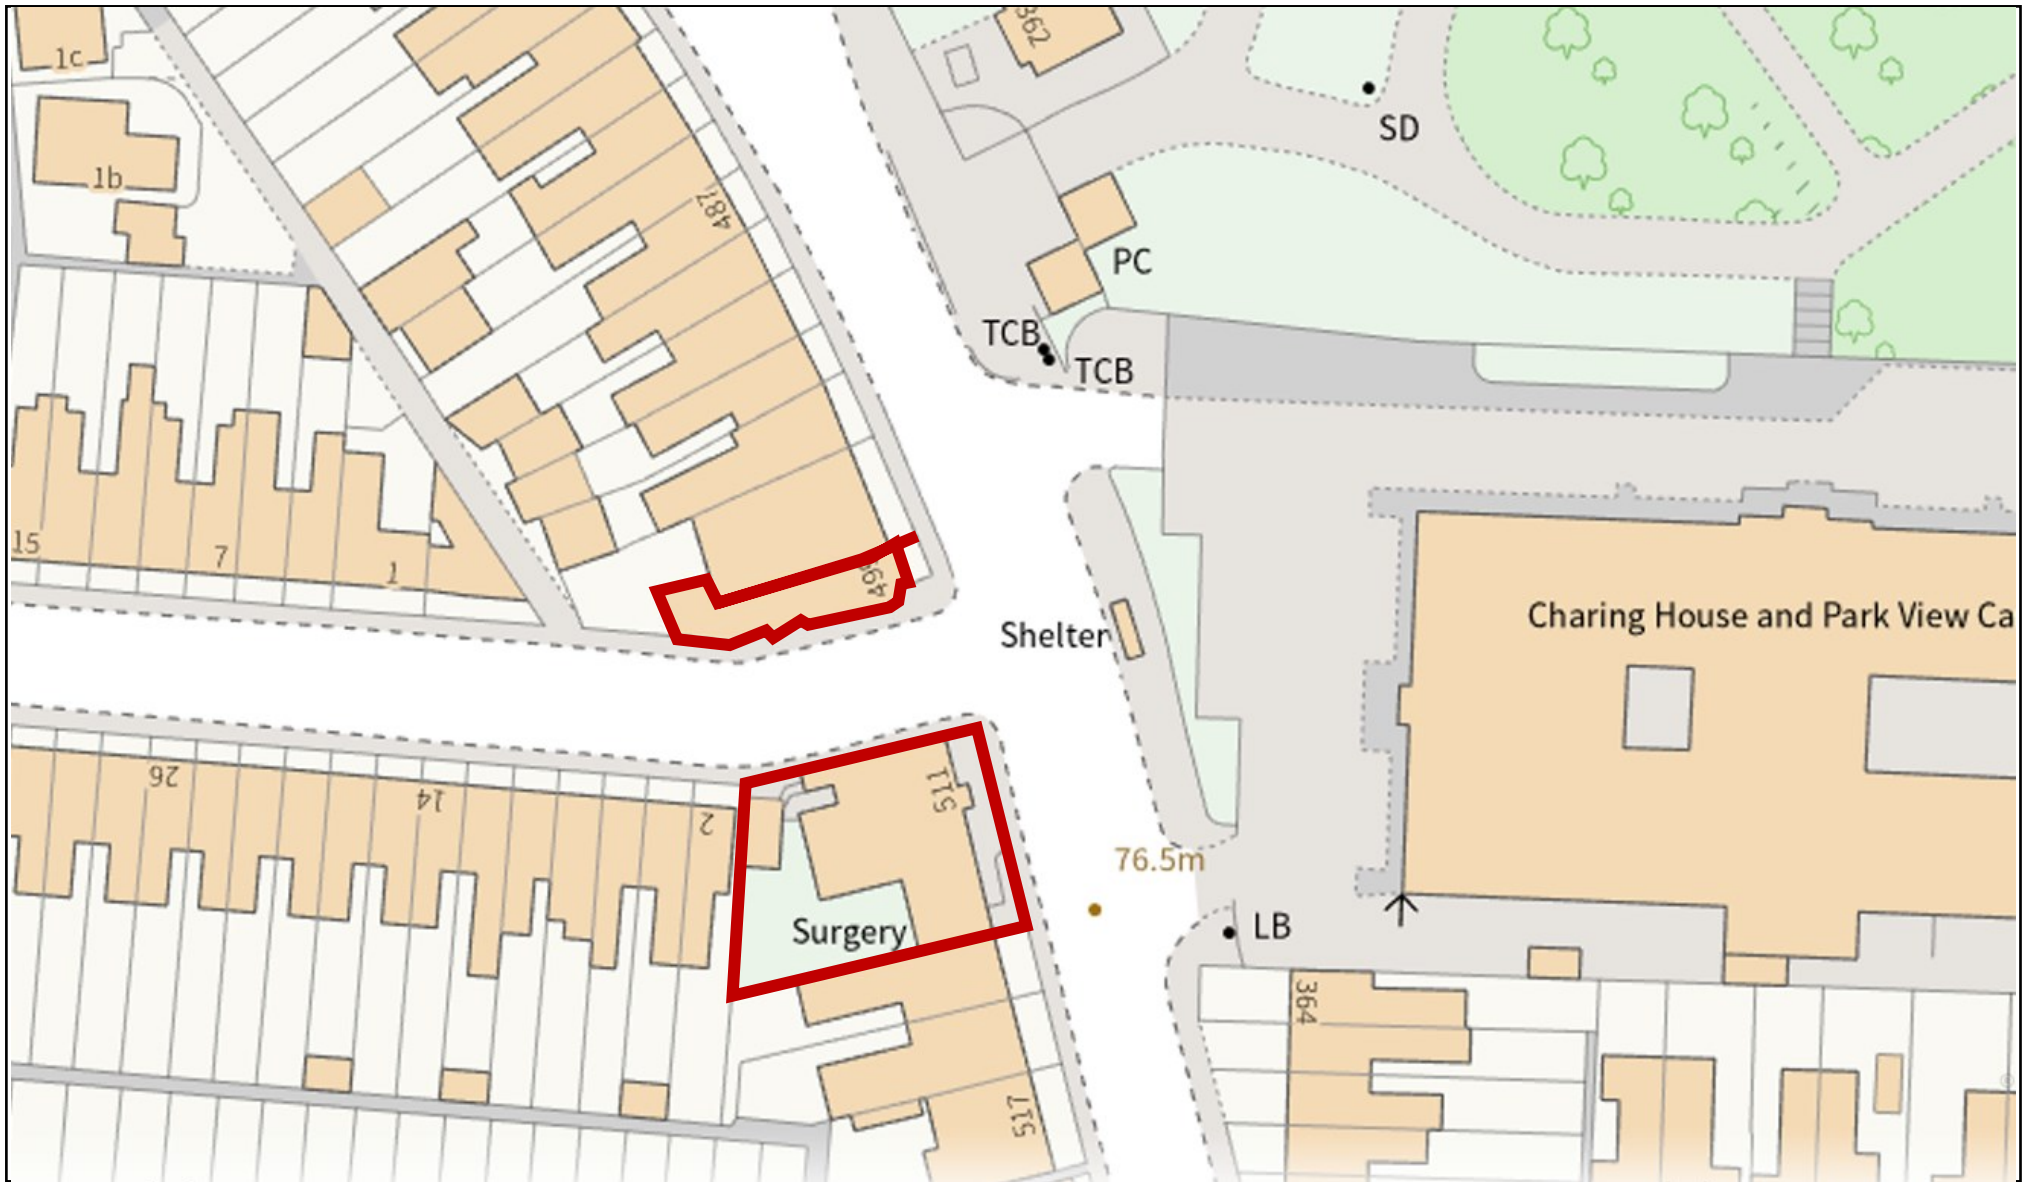 1c
362
SD
1b
487
PC
TCB
TCB
15
7
1
Shelter
Charing House and Park View Ca
26
14
2
511
76.5m
Surgery
LB
364
517